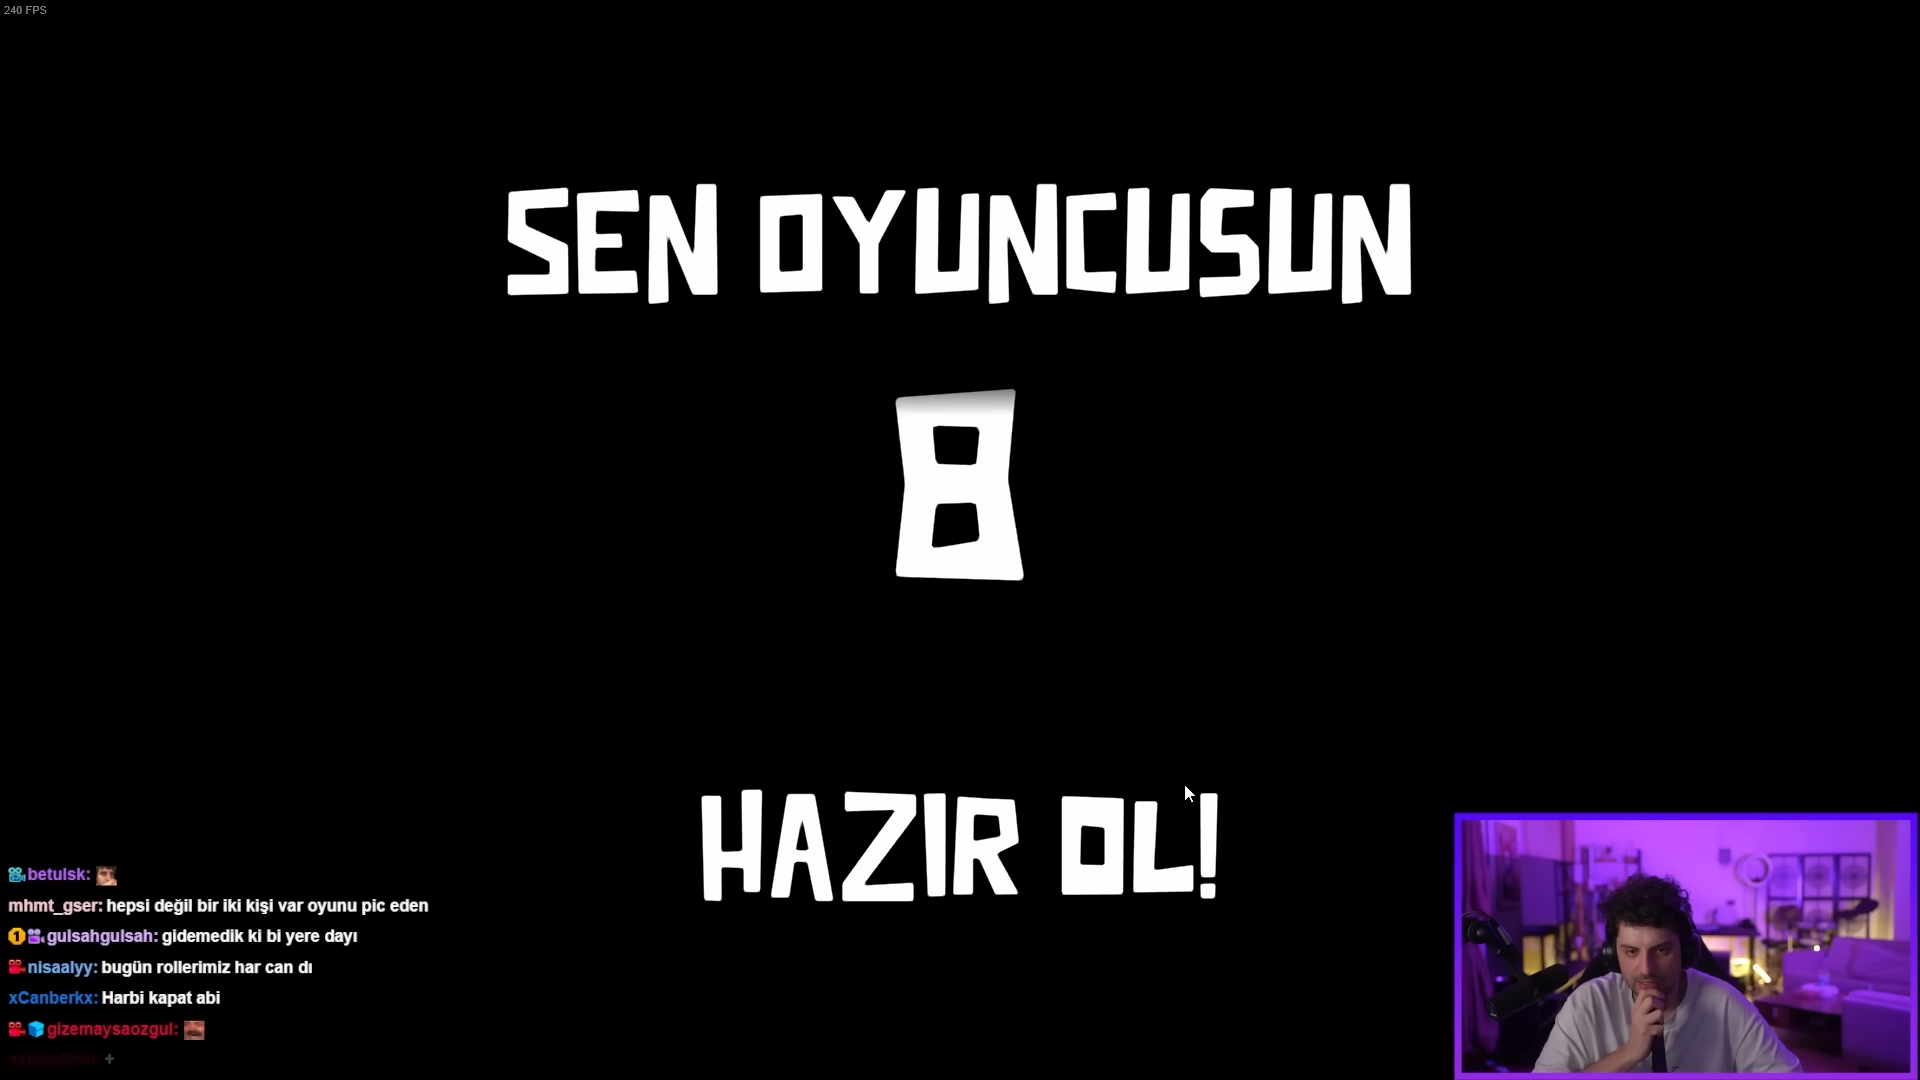 240 FPS
SEN OYUNCUSUN
8
HAZIR OL!
betulsk:
mhmt_gser: hepsi değil bir iki kişi var oyunu pic eden
gulsahgulsah: gidemedik ki bi yere dayı
nisaalyy: bugün rollerimiz har can dı
xCanberkx: Harbi kapat abi
gizemaysaozgul:
+